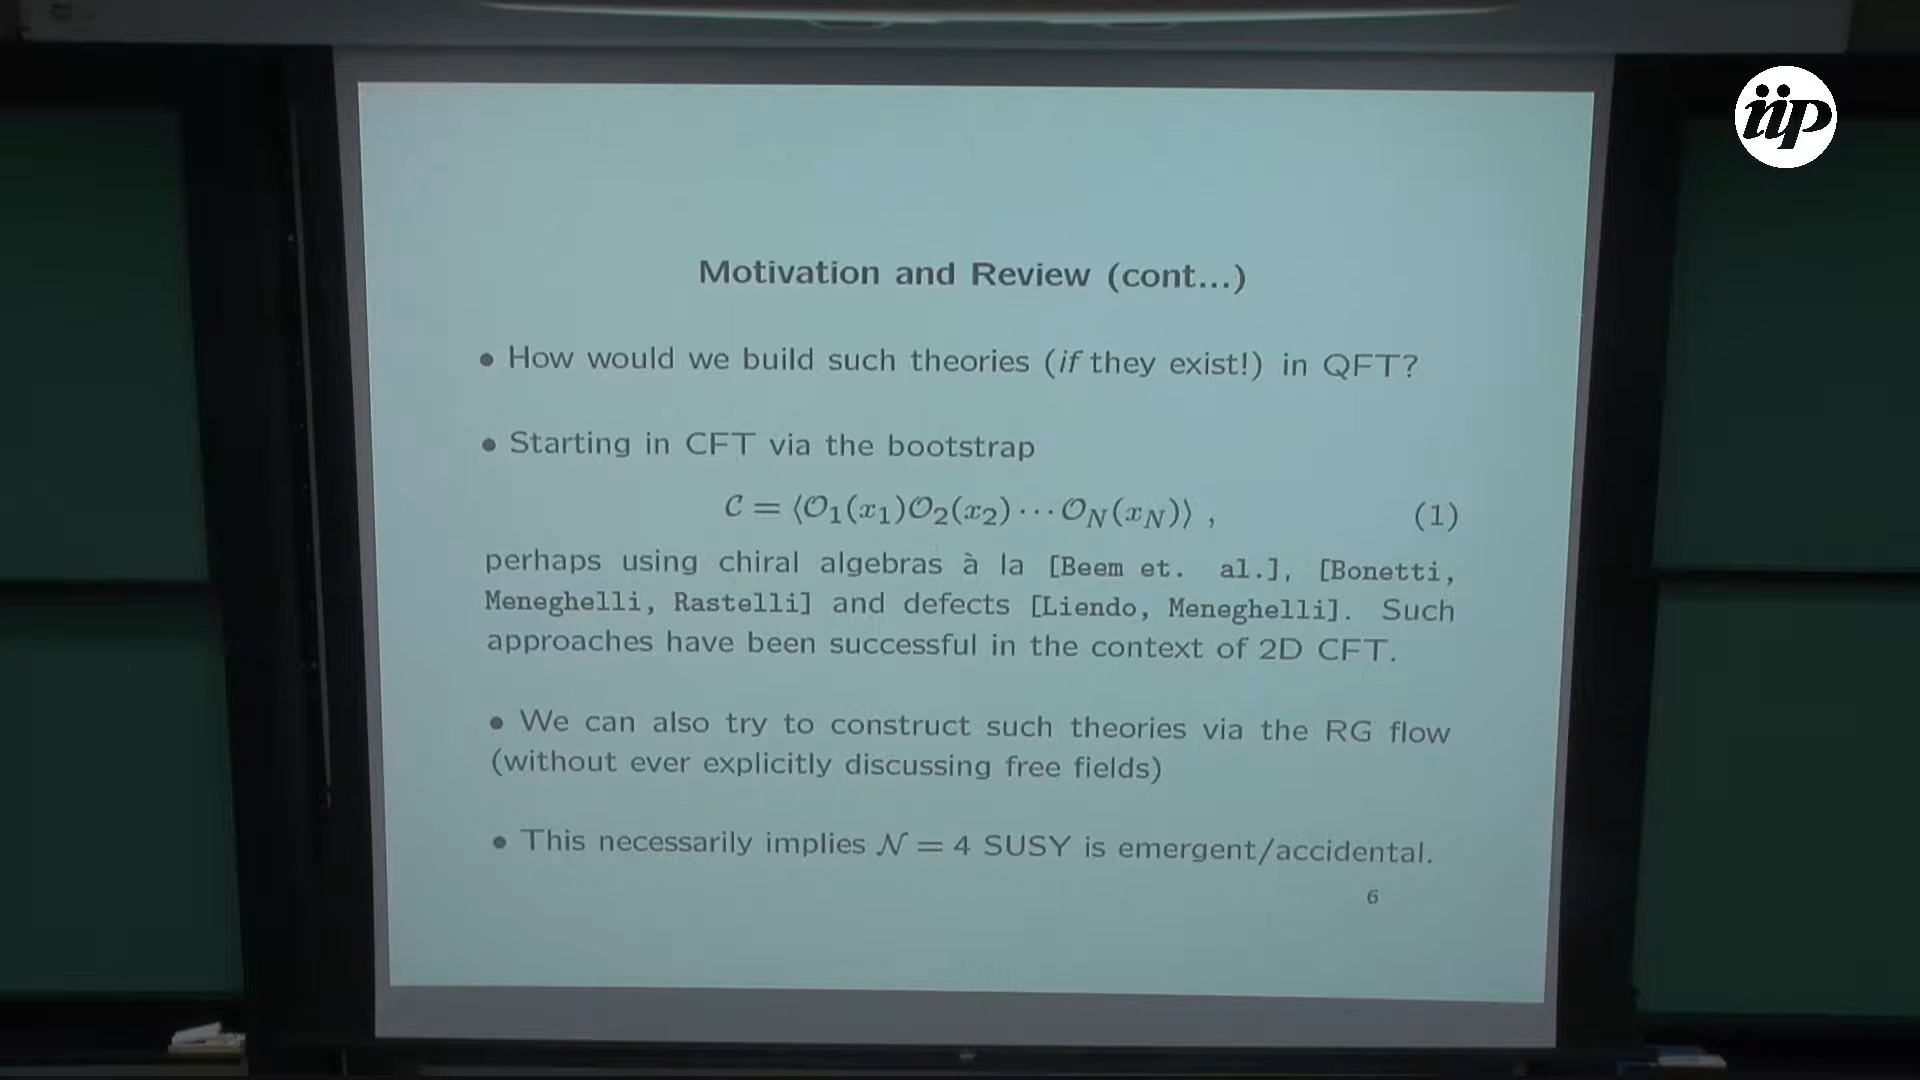 iip
Motivation and Review (cont...)
• How would we build such theories (if they exist!) in QFT?
• Starting in CFT via the bootstrap
𝒞 = ⟨𝒪₁(x₁)𝒪₂(x₂) ··· 𝒪_N(x_N)⟩ , (1)
perhaps using chiral algebras à la [Beem et. al.], [Bonetti,
Meneghelli, Rastelli] and defects [Liendo, Meneghelli]. Such
approaches have been successful in the context of 2D CFT.
• We can also try to construct such theories via the RG flow
(without ever explicitly discussing free fields)
• This necessarily implies 𝒩 = 4 SUSY is emergent/accidental.
6